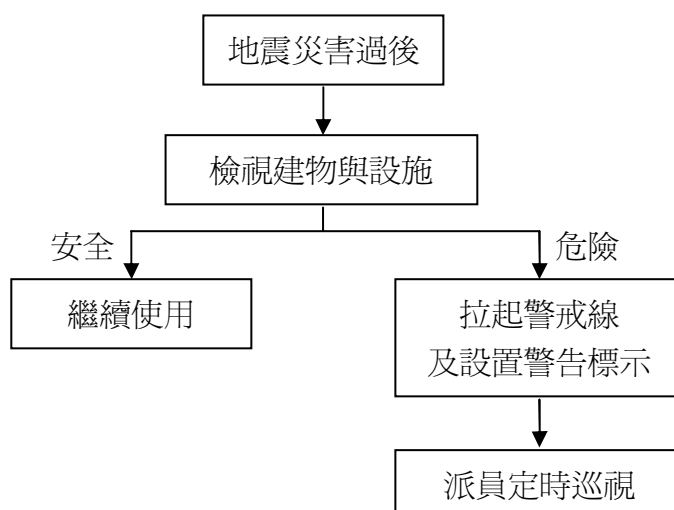 地震災害過後
檢視建物與設施
安全
危險
繼續使用
拉起警戒線
及設置警告標示
派員定時巡視